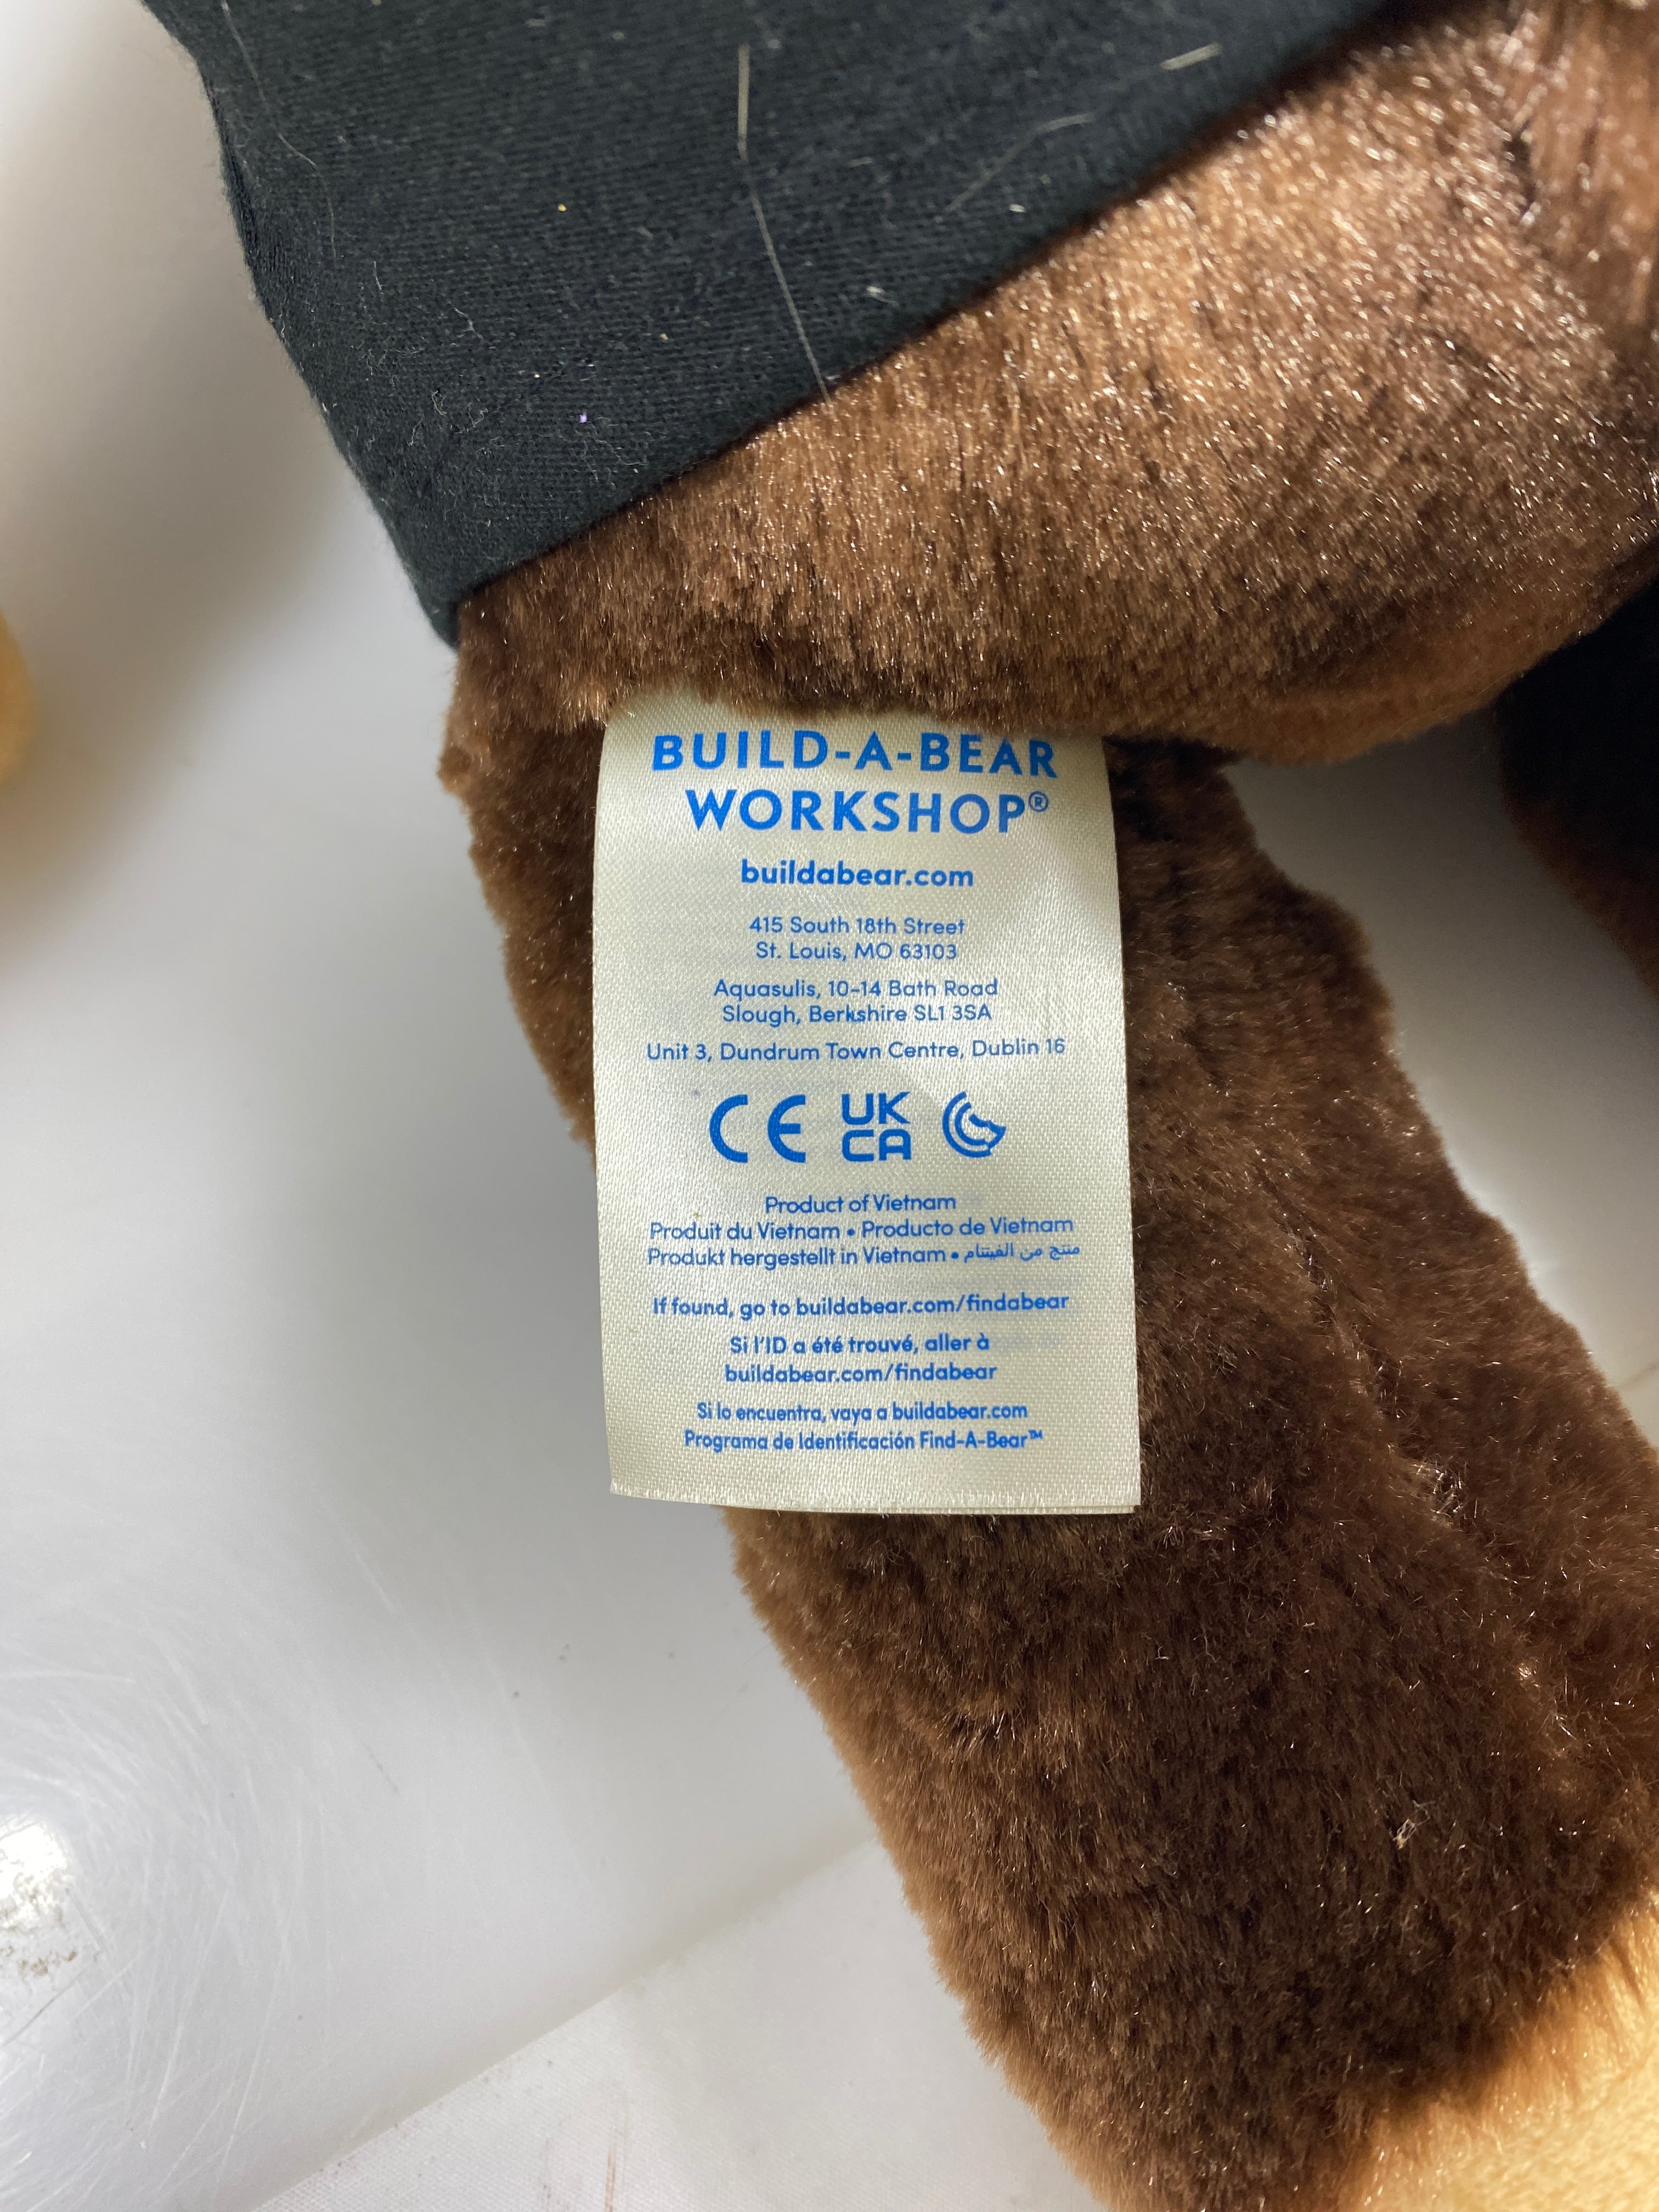 BUILD-A-BEAR
WORKSHOP®
buildabear.com
415 South 18th Street
St. Louis, MO 63103
Aquasulis, 10-14 Bath Road
Slough, Berkshire SL1 3SA
Unit 3, Dundrum Town Centre, Dublin 16
CE UK
CA
Product of Vietnam
Produit du Vietnam • Producto de Vietnam
Produkt hergestellt in Vietnam • منتج من الفيتنام
If found, go to buildabear.com/findabear
Si l'ID a été trouvé, aller à
buildabear.com/findabear
Si lo encuentra, vaya a buildabear.com
Programa de Identificación Find-A-Bear™